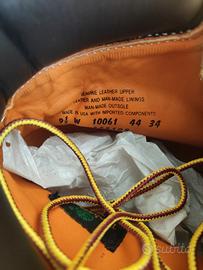 GENUINE LEATHER UPPER
LEATHER AND MAN-MADE LININGS
MAN-MADE OUTSOLE
MADE IN USA WITH IMPORTED COMPONENTS
W 10061 44 34
subito